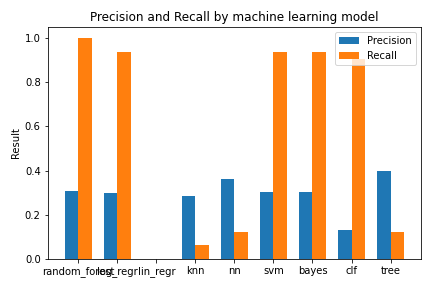 Precision and Recall by machine learning model
Precision
Recall
Result
1.0
0.8
0.6
0.4
0.2
0.0
random_forest log_regr lin_regr knn nn svm bayes clf tree